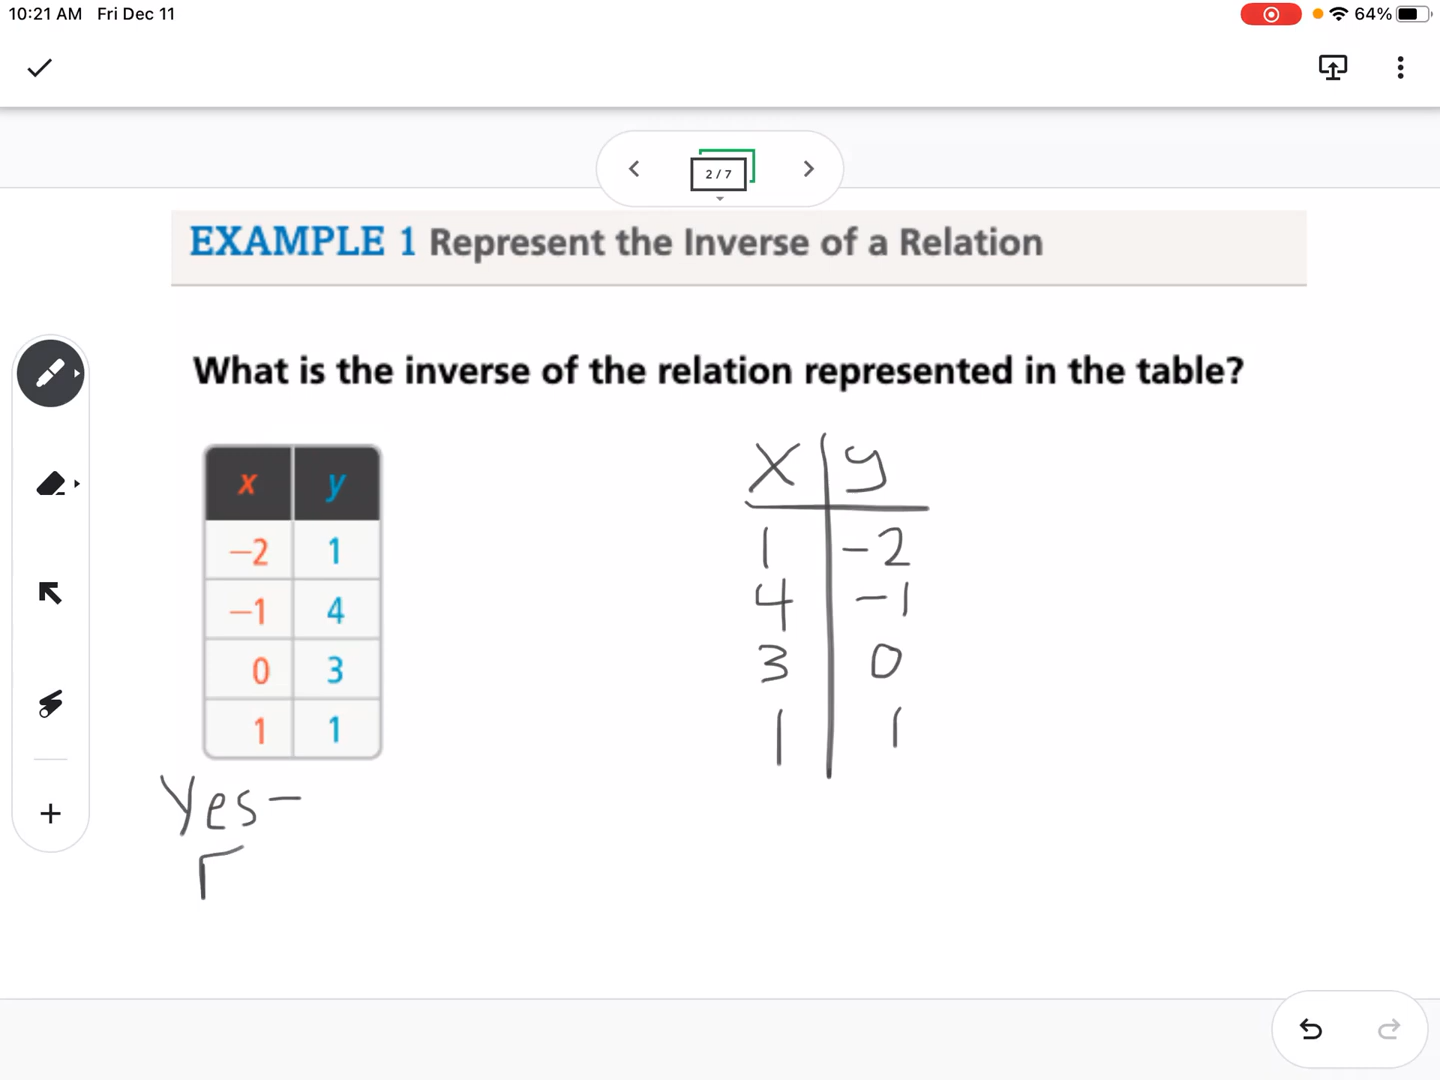 10:21 AM Fri Dec 11
64%
2 / 7
EXAMPLE 1 Represent the Inverse of a Relation
What is the inverse of the relation represented in the table?
x y
−2 1
−1 4
0 3
1 1
x y
1 -2
4 -1
3 0
1 1
Yes-